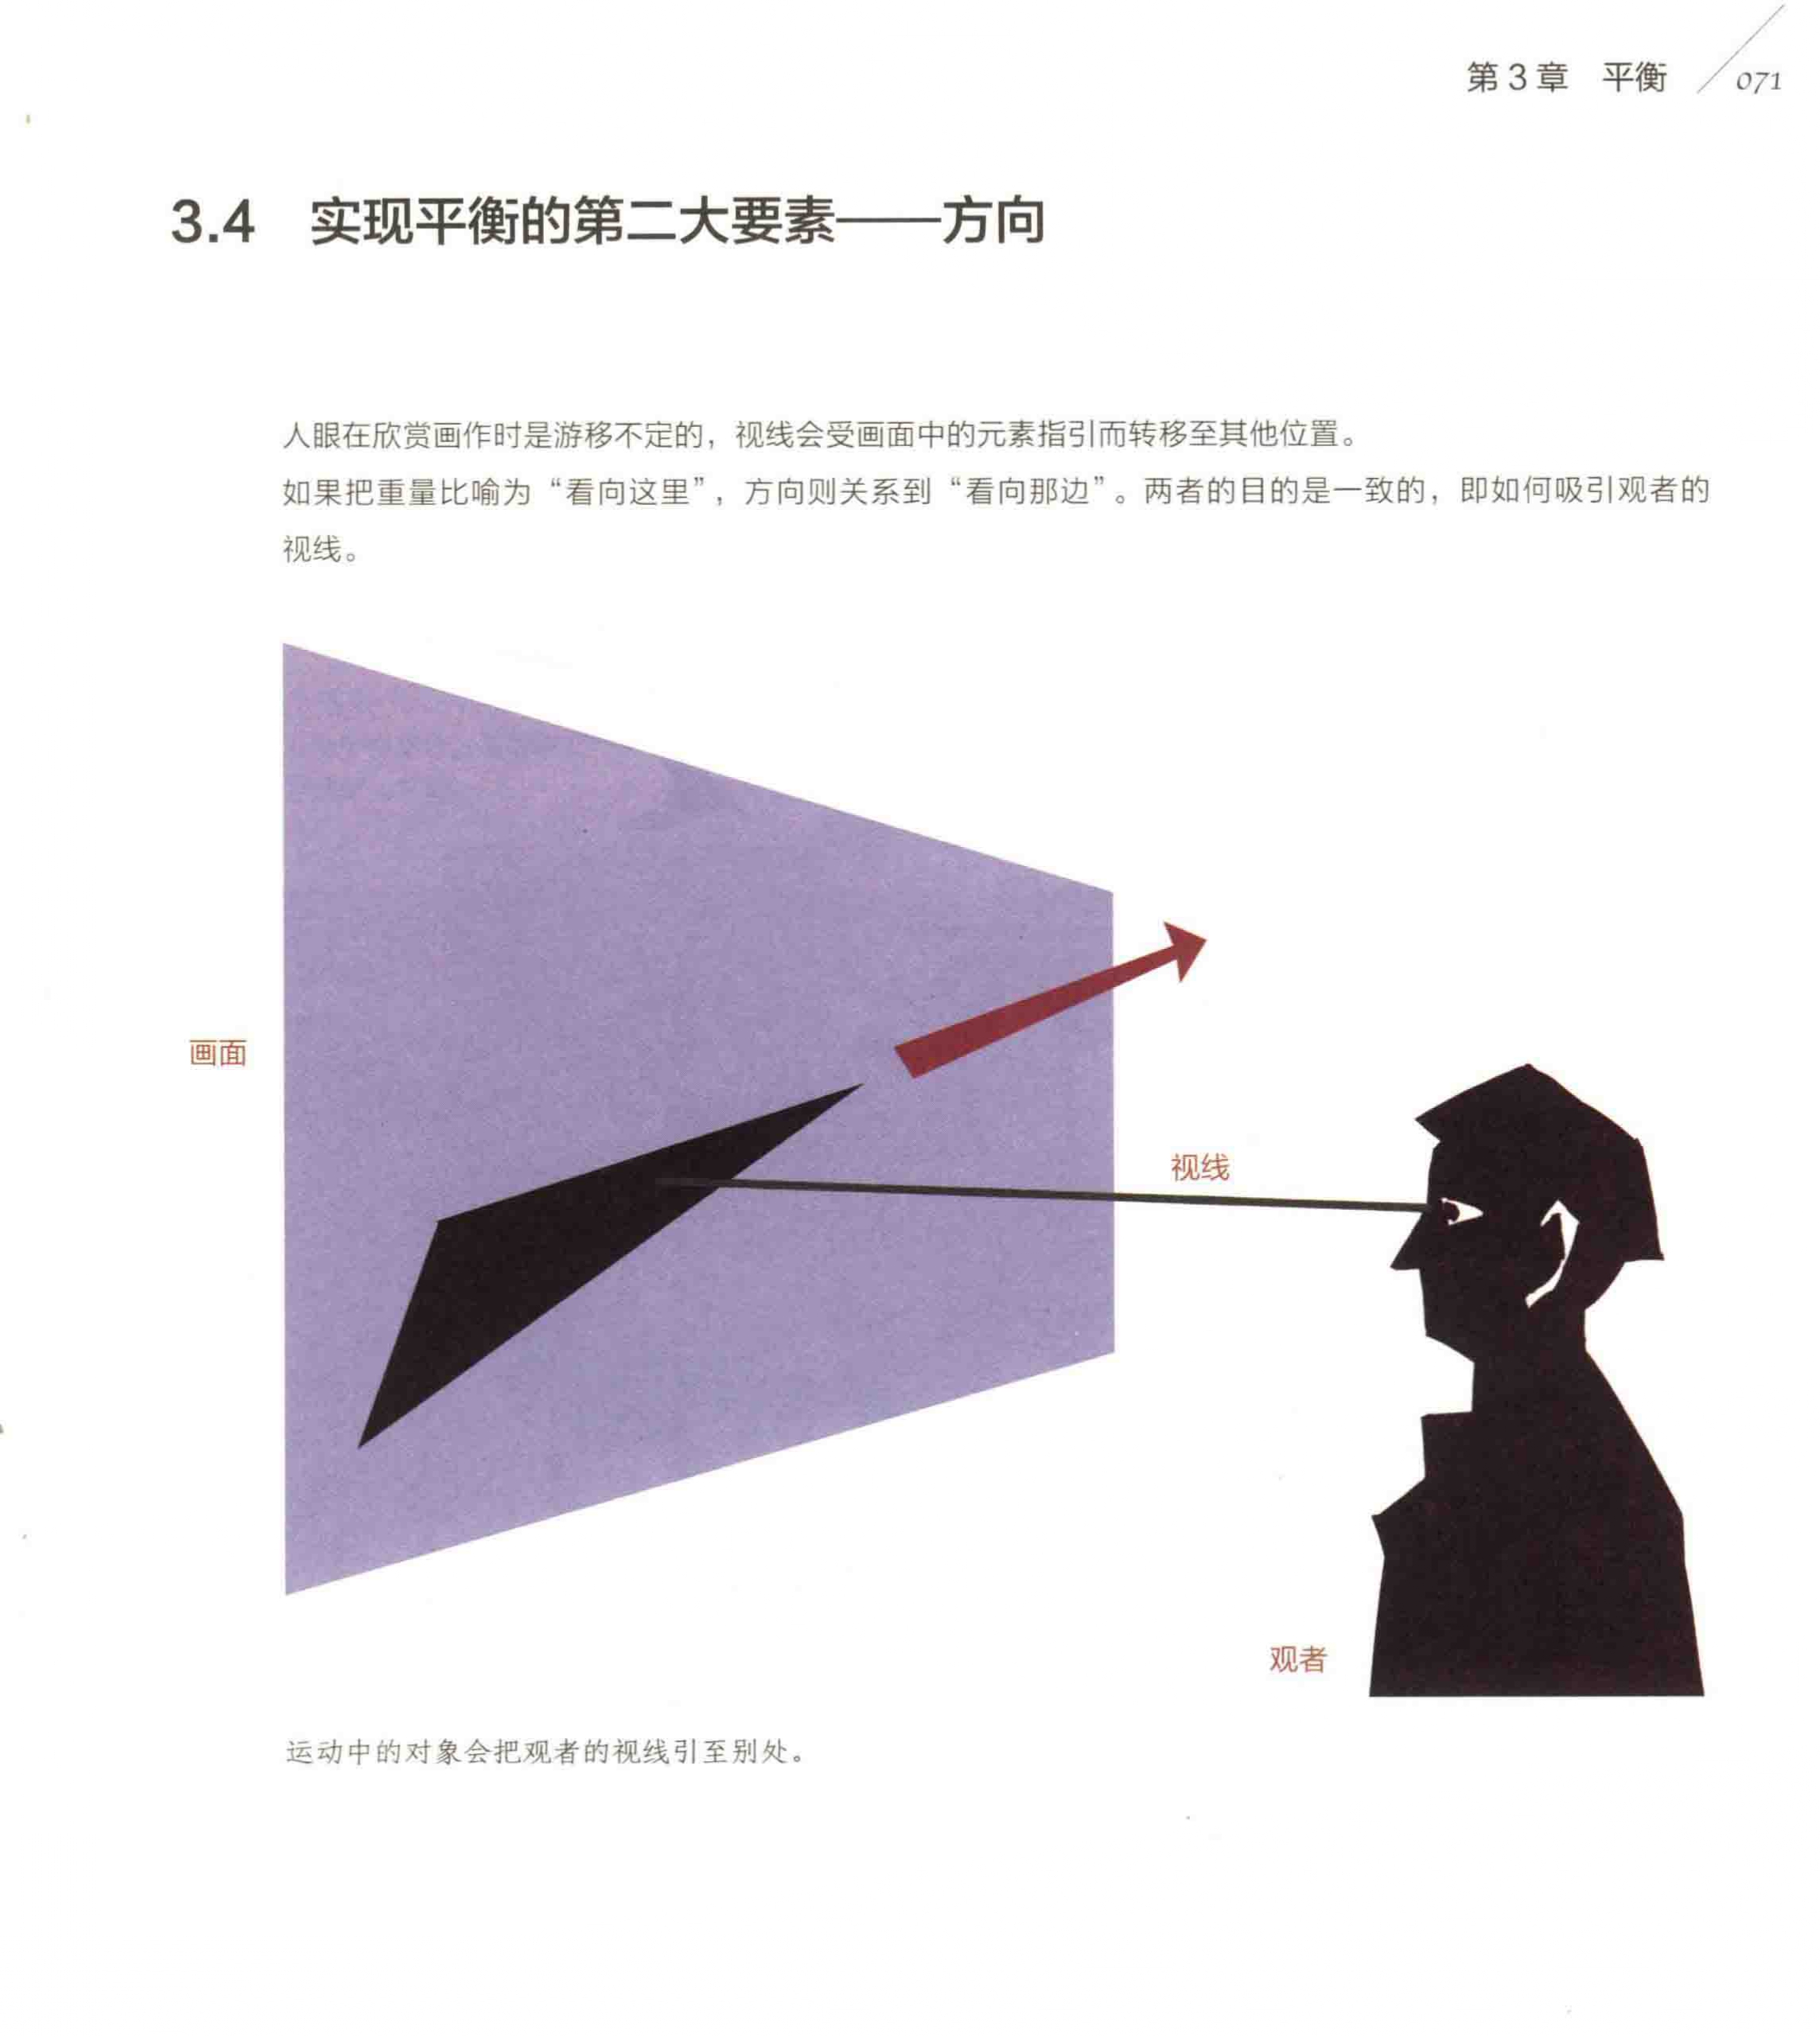 第3章 平衡 071
3.4 实现平衡的第二大要素——方向
人眼在欣赏画作时是游移不定的，视线会受画面中的元素指引而转移至其他位置。
如果把重量比喻为“看向这里”，方向则关系到“看向那边”。两者的目的是一致的，即如何吸引观者的
视线。
画面
视线
观者
运动中的对象会把观者的视线引至别处。